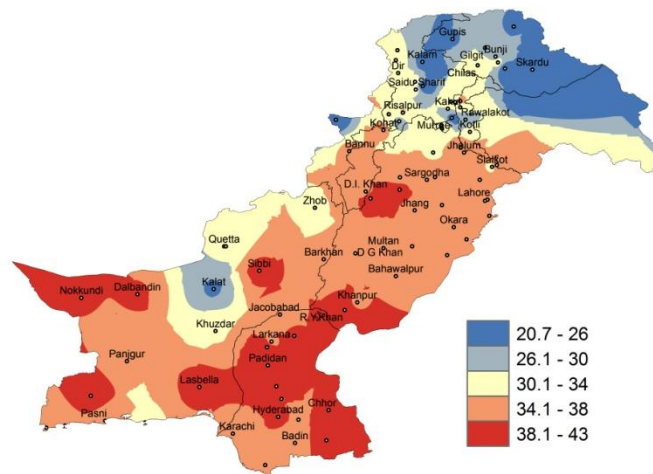 Gupis
Kalam
Gilgit
Bunji
Dir
Chilas
Skardu
Saidu Sharif
Kakul
Risalpur
Rawalakot
Kohat
Kotli
Bannu
Jhalum
Sialkot
Sargodha
D.I. Khan
Lahore
Zhob
Jhang
Okara
Quetta
Multan
Sibbi
Barkhan
D G Khan
Kalat
Bahawalpur
Nokkundi
Dalbandin
Khanpur
Jacobabad
R.Y.Khan
Khuzdar
Larkana
Panjgur
Padidan
Lasbella
Pasni
Hyderabad
Chhor
Karachi
Badin
20.7 - 26
26.1 - 30
30.1 - 34
34.1 - 38
38.1 - 43